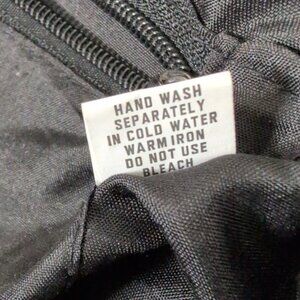 HAND WASH
SEPARATELY
IN COLD WATER
WARM IRON
DO NOT USE
BLEACH